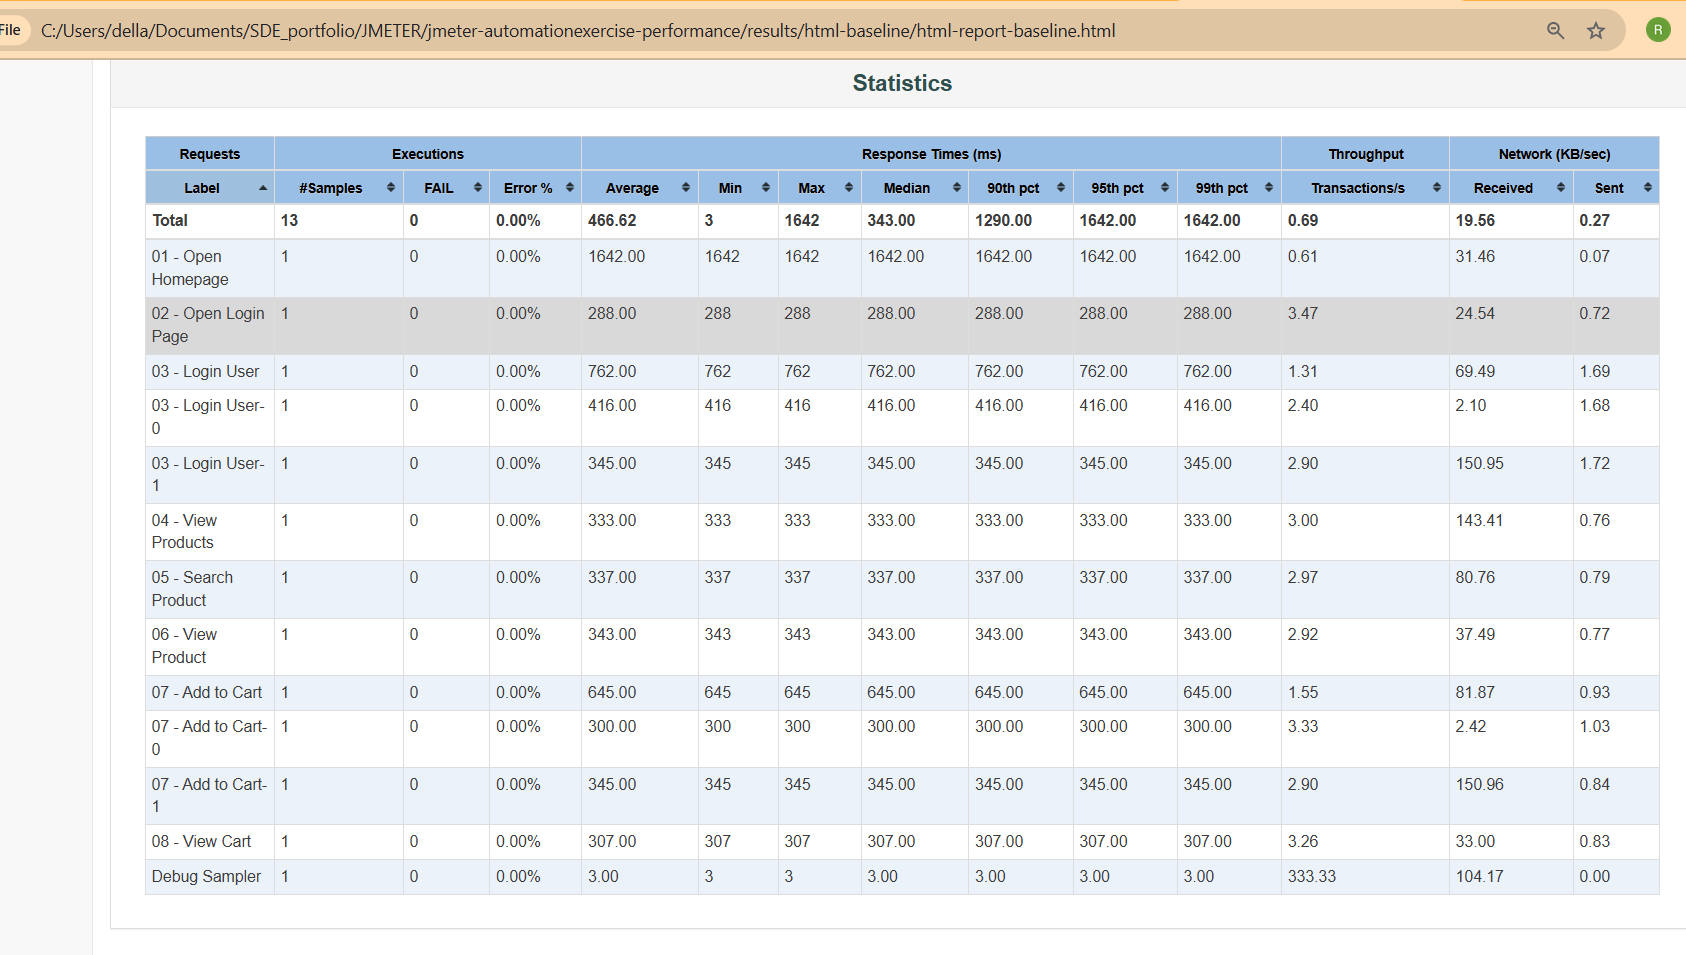 File C:/Users/della/Documents/SDE_portfolio/JMETER/jmeter-automationexercise-performance/results/html-baseline/html-report-baseline.html R
Statistics
Requests Executions Response Times (ms) Throughput Network (KB/sec)
Label #Samples FAIL Error % Average Min Max Median 90th pct 95th pct 99th pct Transactions/s Received Sent
Total 13 0 0.00% 466.62 3 1642 343.00 1290.00 1642.00 1642.00 0.69 19.56 0.27
01 - Open 1 0 0.00% 1642.00 1642 1642 1642.00 1642.00 1642.00 1642.00 0.61 31.46 0.07
Homepage
02 - Open Login 1 0 0.00% 288.00 288 288 288.00 288.00 288.00 288.00 3.47 24.54 0.72
Page
03 - Login User 1 0 0.00% 762.00 762 762 762.00 762.00 762.00 762.00 1.31 69.49 1.69
03 - Login User- 1 0 0.00% 416.00 416 416 416.00 416.00 416.00 416.00 2.40 2.10 1.68
0
03 - Login User- 1 0 0.00% 345.00 345 345 345.00 345.00 345.00 345.00 2.90 150.95 1.72
1
04 - View 1 0 0.00% 333.00 333 333 333.00 333.00 333.00 333.00 3.00 143.41 0.76
Products
05 - Search 1 0 0.00% 337.00 337 337 337.00 337.00 337.00 337.00 2.97 80.76 0.79
Product
06 - View 1 0 0.00% 343.00 343 343 343.00 343.00 343.00 343.00 2.92 37.49 0.77
Product
07 - Add to Cart 1 0 0.00% 645.00 645 645 645.00 645.00 645.00 645.00 1.55 81.87 0.93
07 - Add to Cart- 1 0 0.00% 300.00 300 300 300.00 300.00 300.00 300.00 3.33 2.42 1.03
0
07 - Add to Cart- 1 0 0.00% 345.00 345 345 345.00 345.00 345.00 345.00 2.90 150.96 0.84
1
08 - View Cart 1 0 0.00% 307.00 307 307 307.00 307.00 307.00 307.00 3.26 33.00 0.83
Debug Sampler 1 0 0.00% 3.00 3 3 3.00 3.00 3.00 3.00 333.33 104.17 0.00